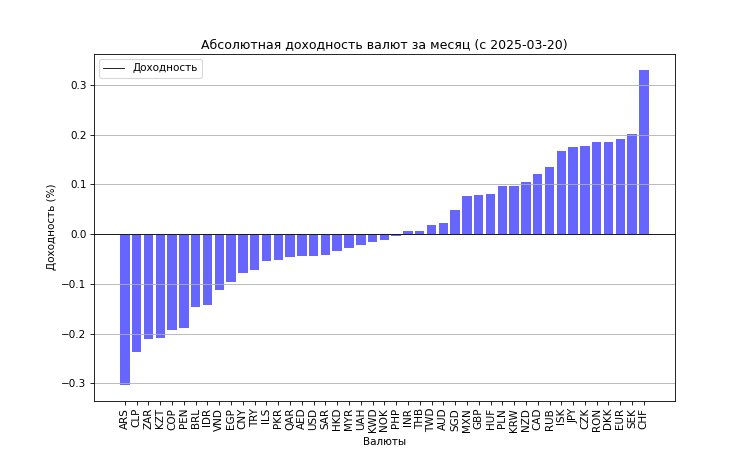 Абсолютная доходность валют за месяц (с 2025-03-20)
Доходность
Доходность (%)
0.3
0.2
0.1
0.0
−0.1
−0.2
−0.3
ARS CLP ZAR KZT COP PEN BRL IDR VND EGP CNY TRY ILS PKR QAR AED USD SAR HKD MYR UAH KWD NOK PHP INR THB TWD AUD SGD MXN GBP HUF PLN KRW NZD CAD RUB ISK JPY CZK RON DKK EUR SEK CHF
Валюты